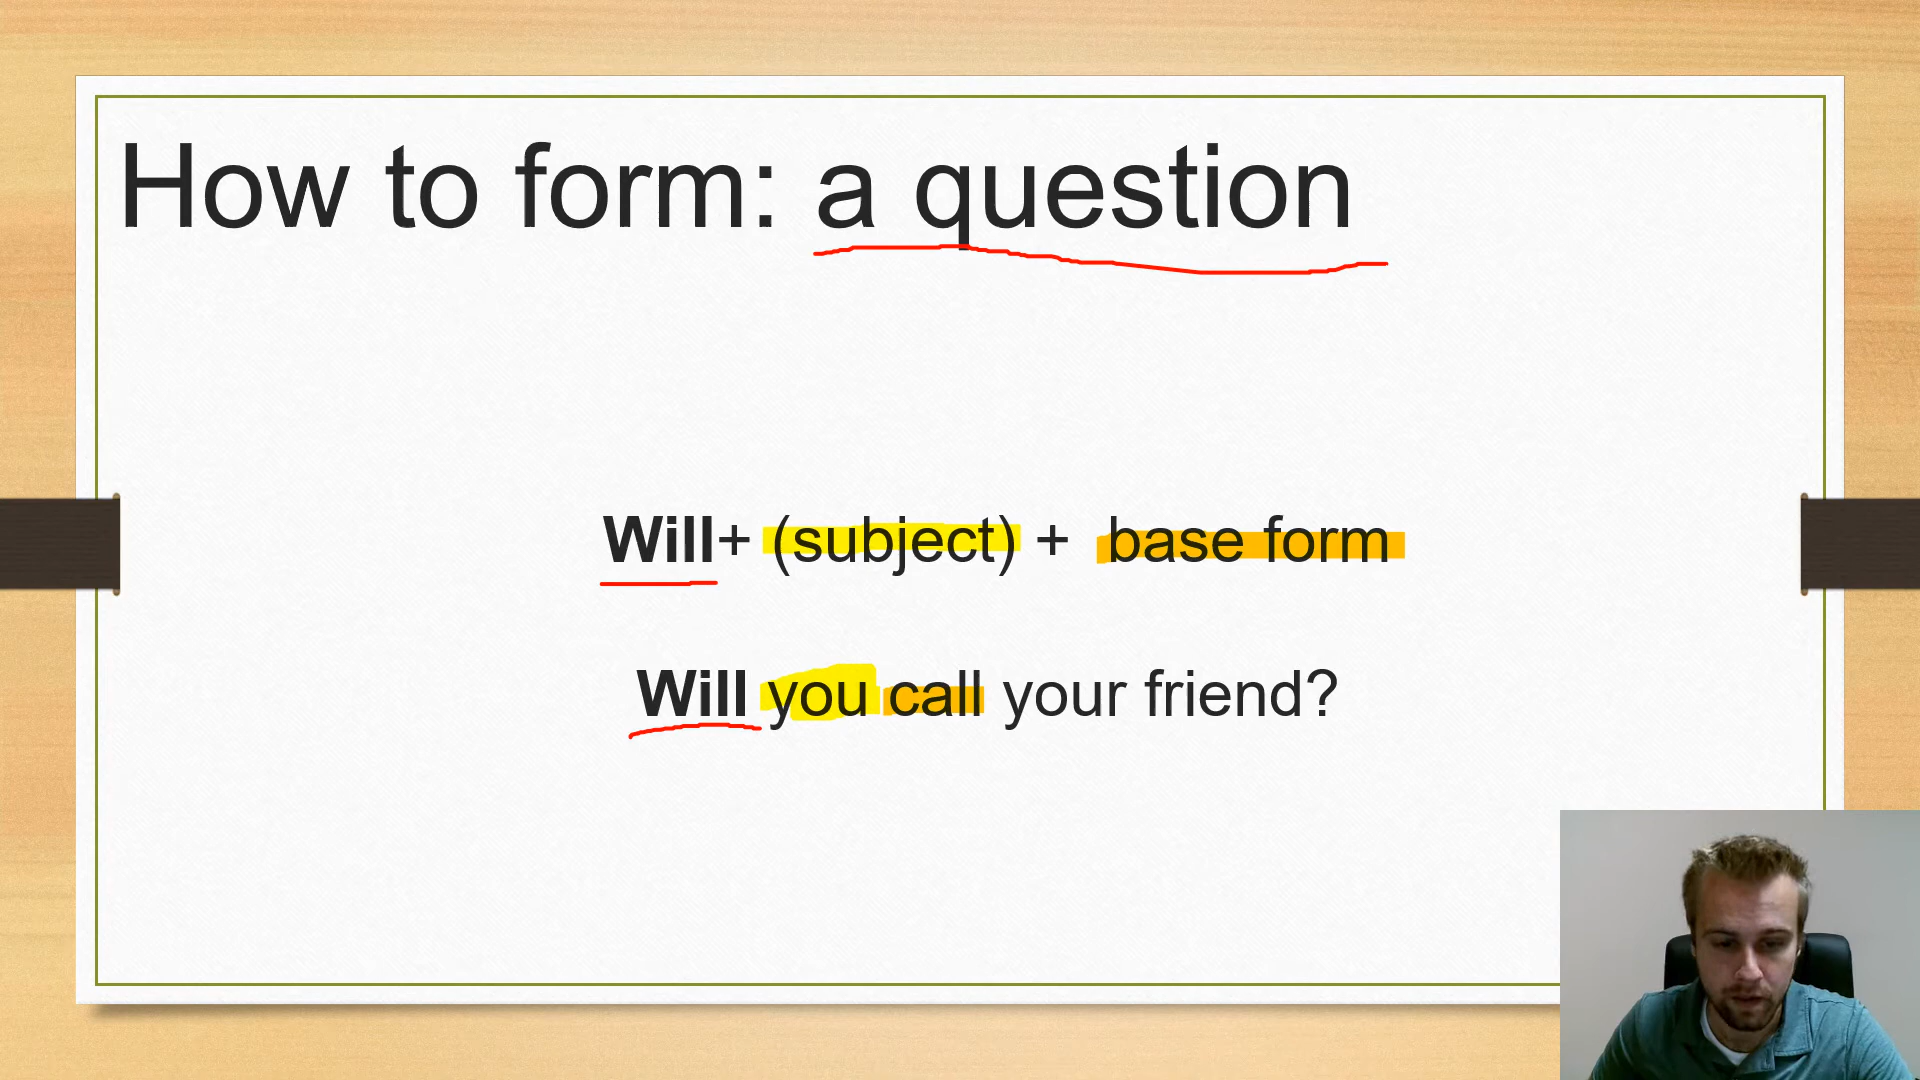 How to form: a question
Will+ (subject) + base form
Will you call your friend?